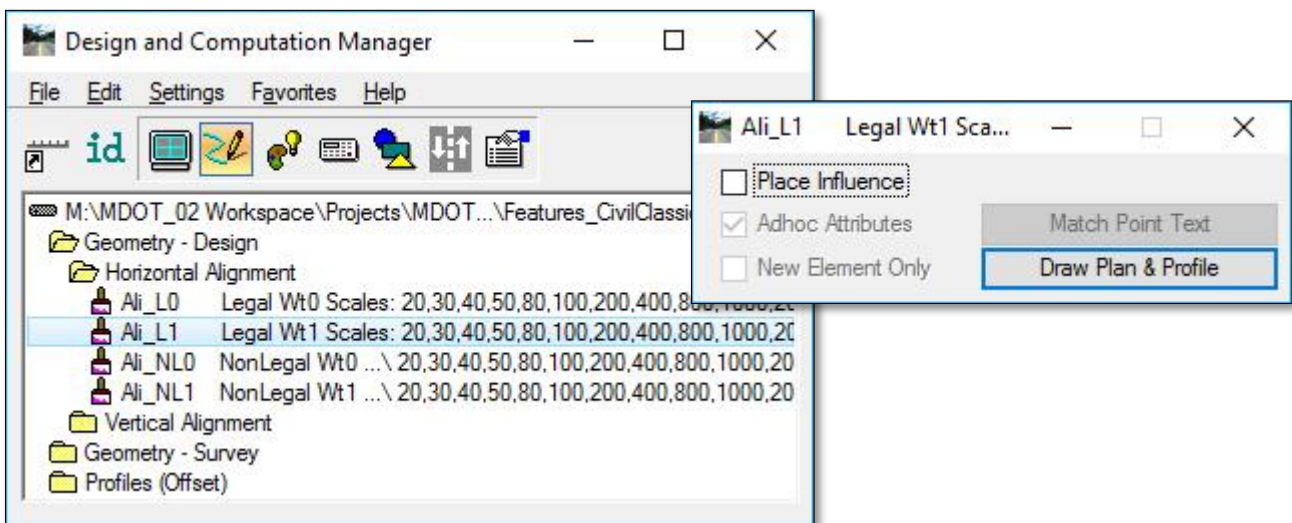 Design and Computation Manager
File Edit Settings Favorites Help
id
M:\MDOT_02 Workspace\Projects\MDOT...\Features_CivilClassi
Geometry - Design
Horizontal Alignment
Ali_L0 Legal Wt0 Scales: 20,30,40,50,80,100,200,400,800,1000,20
Ali_L1 Legal Wt1 Scales: 20,30,40,50,80,100,200,400,800,1000,20
Ali_NL0 NonLegal Wt0 ...\ 20,30,40,50,80,100,200,400,800,1000,20
Ali_NL1 NonLegal Wt1 ...\ 20,30,40,50,80,100,200,400,800,1000,20
Vertical Alignment
Geometry - Survey
Profiles (Offset)
Ali_L1 Legal Wt1 Sca...
Place Influence
Adhoc Attributes Match Point Text
New Element Only Draw Plan & Profile